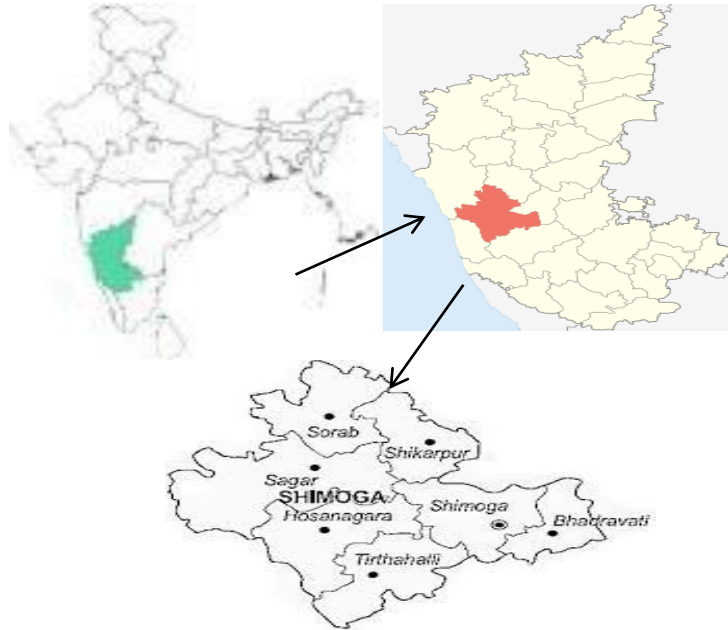 Sorab
Shikarpur
Sagar
SHIMOGA
Hosanagara
Shimoga
Bhadravati
Tirthahalli